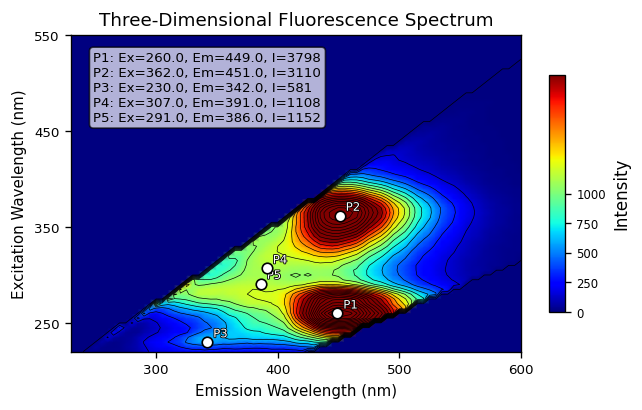 Three-Dimensional Fluorescence Spectrum
550
450
350
250
Excitation Wavelength (nm)
P1: Ex=260.0, Em=449.0, I=3798
P2: Ex=362.0, Em=451.0, I=3110
P3: Ex=230.0, Em=342.0, I=581
P4: Ex=307.0, Em=391.0, I=1108
P5: Ex=291.0, Em=386.0, I=1152
P2
P4
P5
P1
P3
300
400
500
600
Emission Wavelength (nm)
1000
750
500
250
0
Intensity